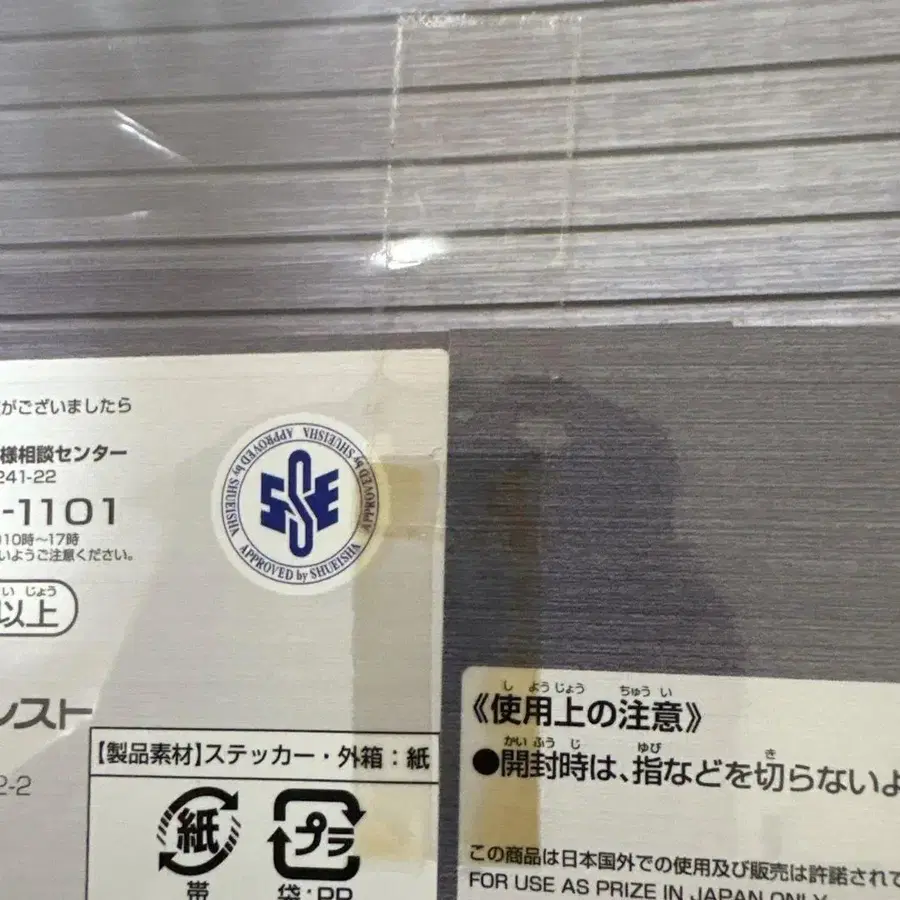 がございましたら
様相談センター
241-22
-1101
10時～17時
いようご注意ください。
い じょう
以上
ンスト
2-2
APPROVED by SHUEISHA
APPROVED by SHUEISHA
APPROVED by SHUEISHA
SE
【製品素材】ステッカー・外箱：紙
紙
帯
プラ
袋：PP
し ようじょう ちゅう い
《使用上の注意》
かい ふう じ ゆび き
●開封時は、指などを切らないよ
この商品は日本国外での使用及び販売は許諾されて
FOR USE AS PRIZE IN JAPAN ONLY